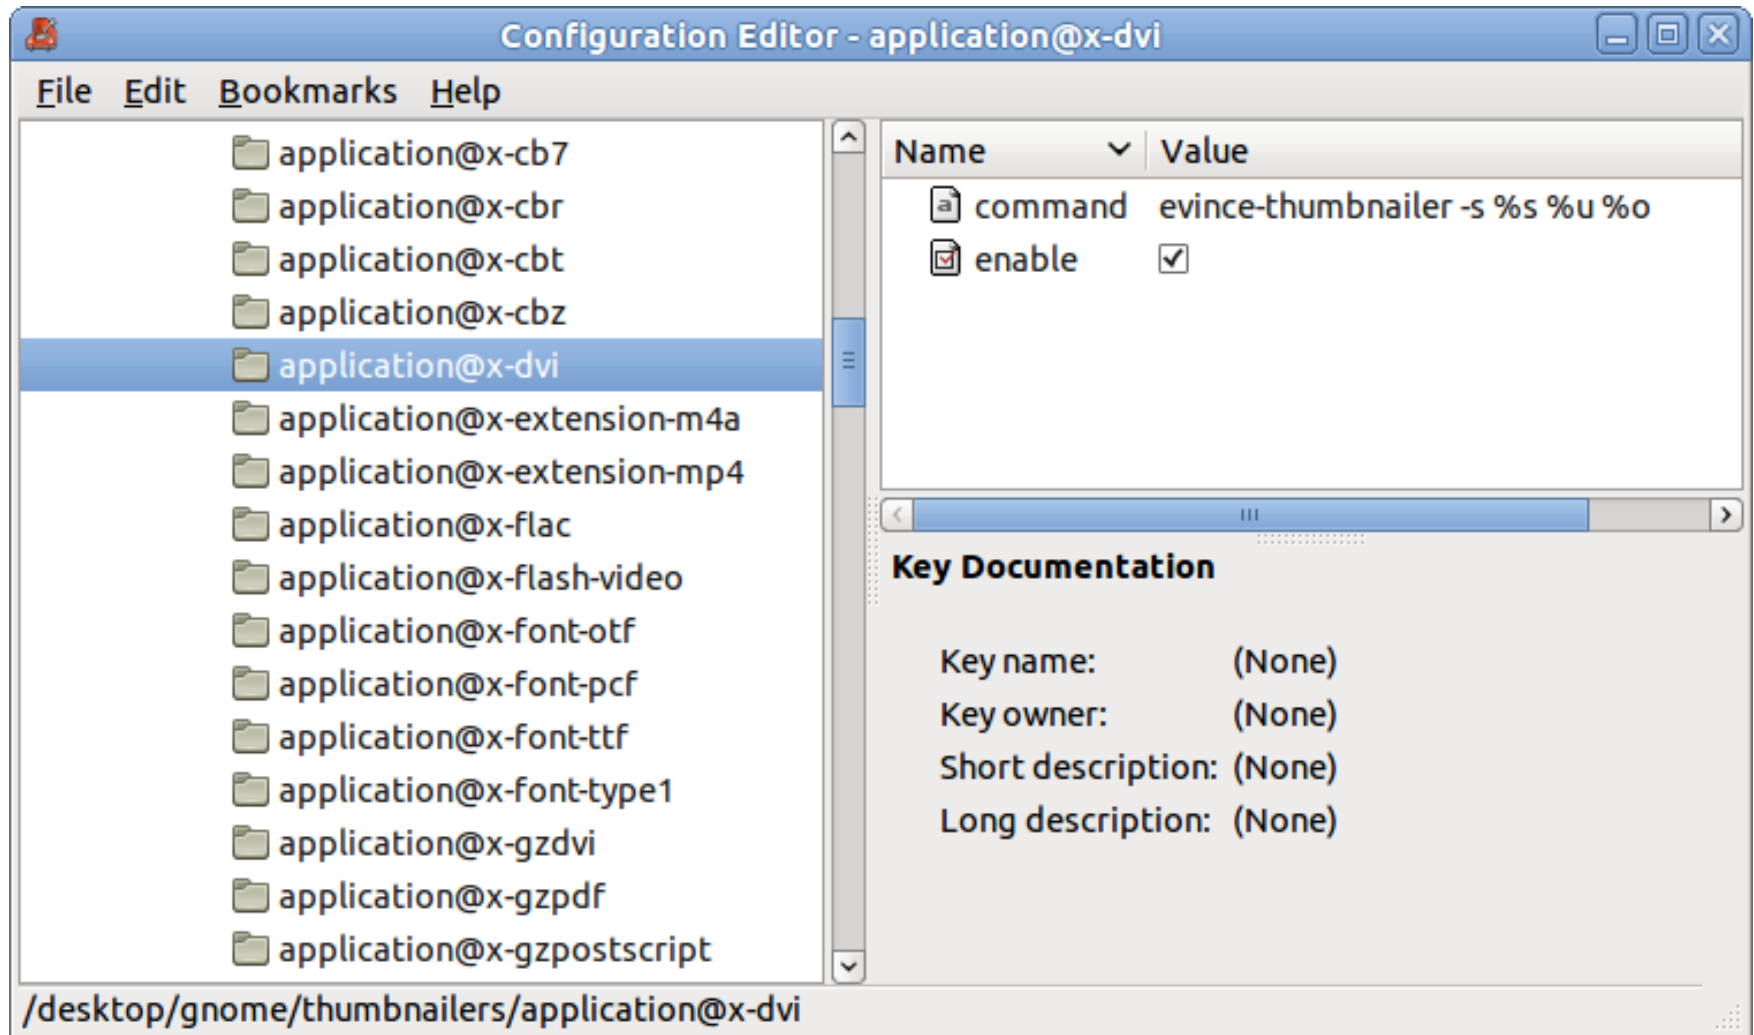 Configuration Editor - application@x-dvi
File Edit Bookmarks Help
application@x-cb7
application@x-cbr
application@x-cbt
application@x-cbz
application@x-dvi
application@x-extension-m4a
application@x-extension-mp4
application@x-flac
application@x-flash-video
application@x-font-otf
application@x-font-pcf
application@x-font-ttf
application@x-font-type1
application@x-gzdvi
application@x-gzpdf
application@x-gzpostscript
Name Value
command evince-thumbnailer -s %s %u %o
enable
Key Documentation
Key name: (None)
Key owner: (None)
Short description: (None)
Long description: (None)
/desktop/gnome/thumbnailers/application@x-dvi